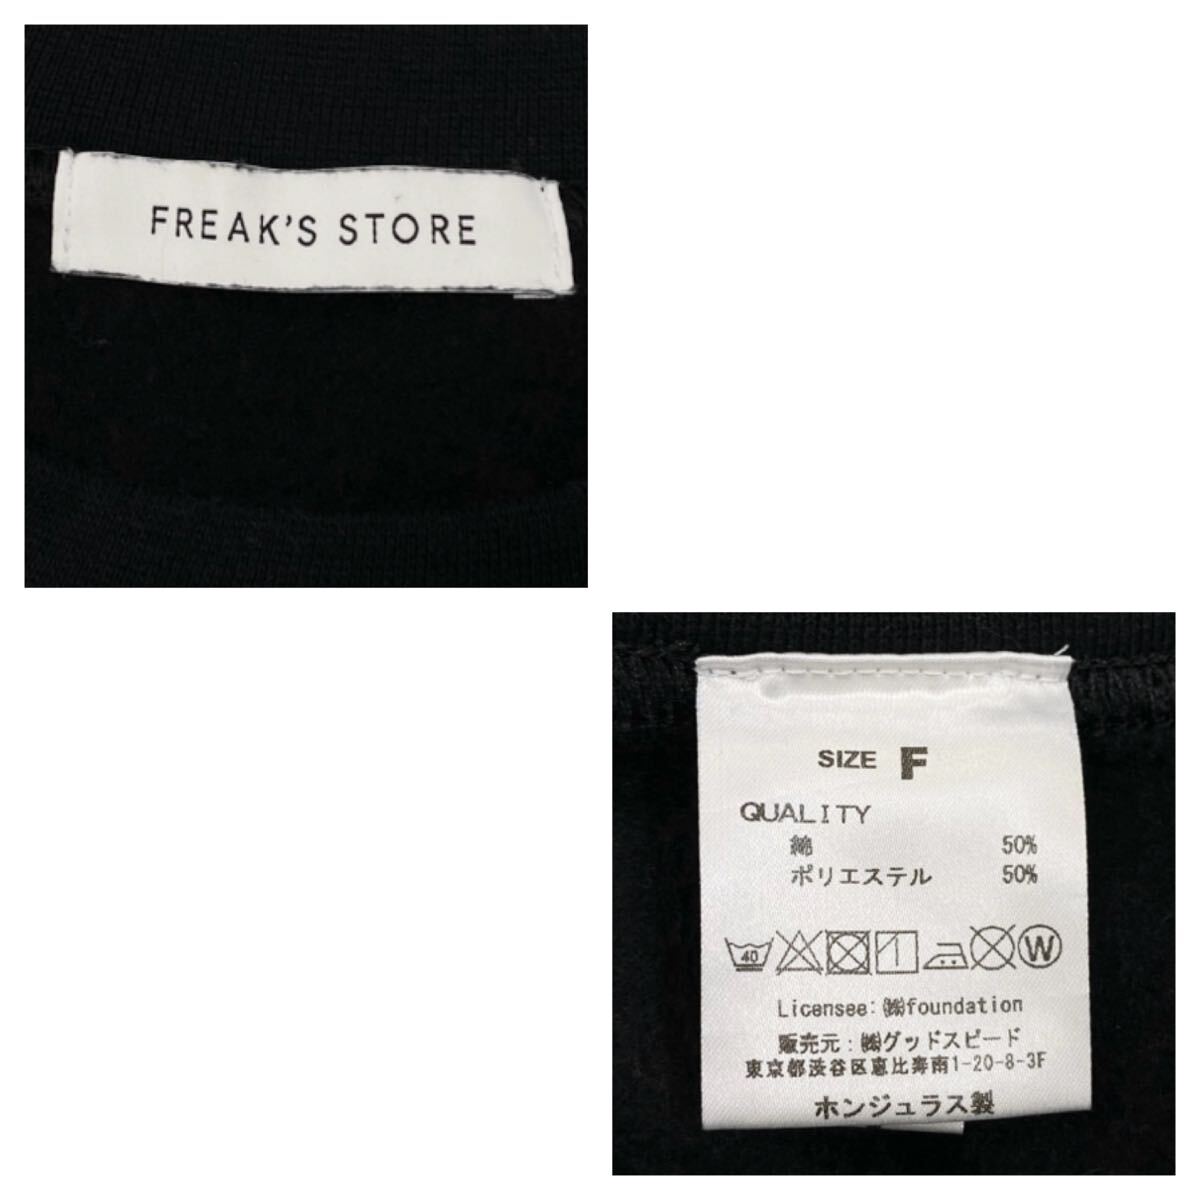 FREAK'S STORE
SIZE F
QUALITY
綿 50%
ポリエステル 50%
40
W
Licensee: ㈱foundation
販売元：㈱グッドスピード
東京都渋谷区恵比寿南1-20-8-3F
ホンジュラス製